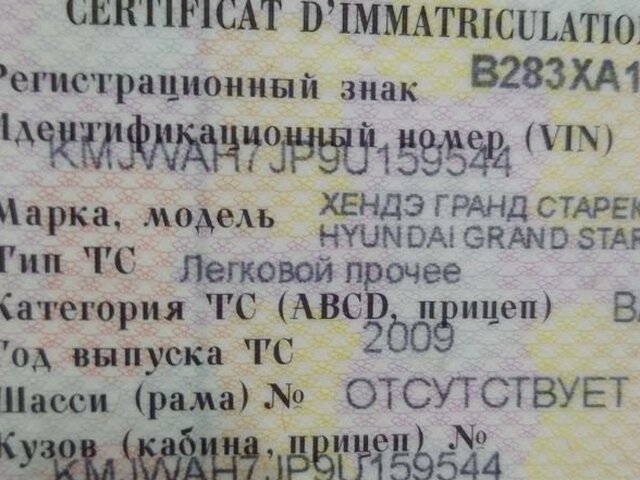 CERTIFICAT D'IMMATRICULATIO
Регистрационный знак B283XA1
Идентификационный номер (VIN)
KMJWAH7JP9U159544
Марка, модель ХЕНДЭ ГРАНД СТАРЕК
HYUNDAI GRAND STAR
Тип ТС Легковой прочее
Категория ТС (ABCD, прицеп)
Год выпуска ТС 2009
Шасси (рама) № ОТСУТСТВУЕТ
Кузов (кабина, прицеп) №
KMJWAH7JP9U159544